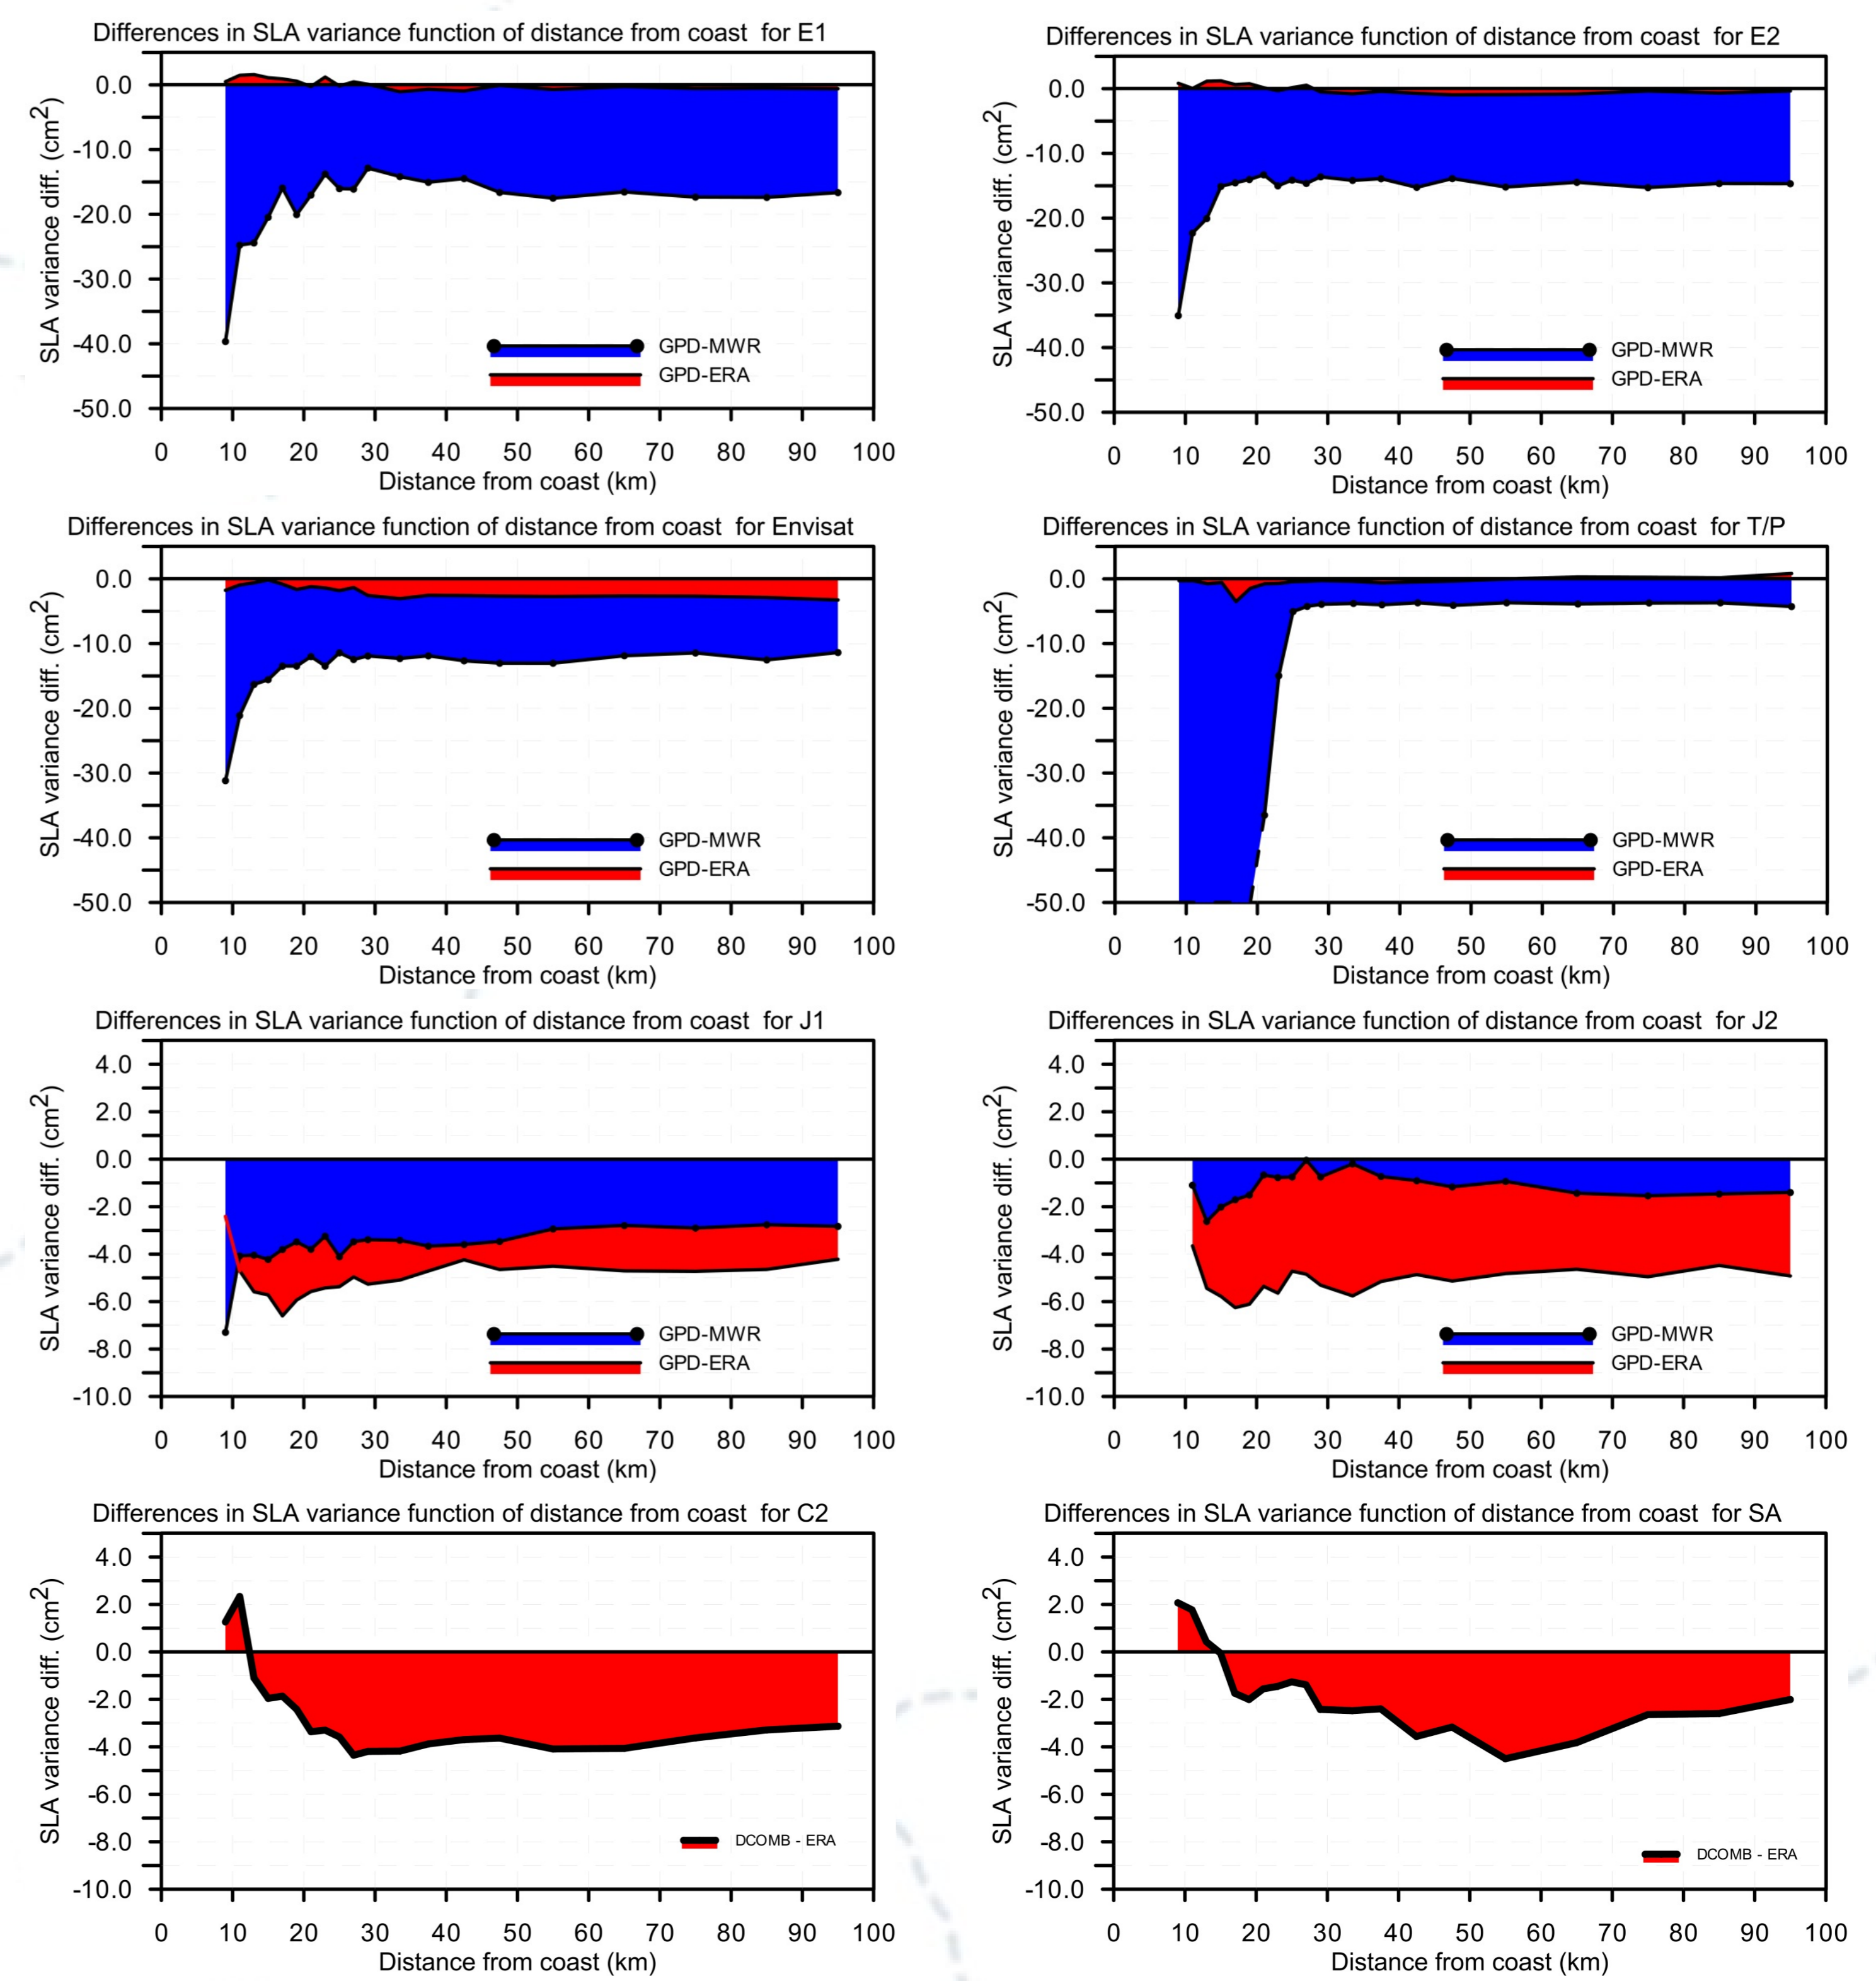 Differences in SLA variance function of distance from coast  for E1
SLA variance diff. (cm2)
0.0
-10.0
-20.0
-30.0
-40.0
-50.0
GPD-MWR
GPD-ERA
0 10 20 30 40 50 60 70 80 90 100
Distance from coast (km)
Differences in SLA variance function of distance from coast  for E2
SLA variance diff. (cm2)
0.0
-10.0
-20.0
-30.0
-40.0
-50.0
GPD-MWR
GPD-ERA
0 10 20 30 40 50 60 70 80 90 100
Distance from coast (km)
Differences in SLA variance function of distance from coast  for Envisat
SLA variance diff. (cm2)
0.0
-10.0
-20.0
-30.0
-40.0
-50.0
GPD-MWR
GPD-ERA
0 10 20 30 40 50 60 70 80 90 100
Distance from coast (km)
Differences in SLA variance function of distance from coast  for T/P
SLA variance diff. (cm2)
0.0
-10.0
-20.0
-30.0
-40.0
-50.0
GPD-MWR
GPD-ERA
0 10 20 30 40 50 60 70 80 90 100
Distance from coast (km)
Differences in SLA variance function of distance from coast  for J1
SLA variance diff. (cm2)
4.0
2.0
0.0
-2.0
-4.0
-6.0
-8.0
-10.0
GPD-MWR
GPD-ERA
0 10 20 30 40 50 60 70 80 90 100
Distance from coast (km)
Differences in SLA variance function of distance from coast  for J2
SLA variance diff. (cm2)
4.0
2.0
0.0
-2.0
-4.0
-6.0
-8.0
-10.0
GPD-MWR
GPD-ERA
0 10 20 30 40 50 60 70 80 90 100
Distance from coast (km)
Differences in SLA variance function of distance from coast  for C2
SLA variance diff. (cm2)
4.0
2.0
0.0
-2.0
-4.0
-6.0
-8.0
-10.0
DCOMB - ERA
0 10 20 30 40 50 60 70 80 90 100
Distance from coast (km)
Differences in SLA variance function of distance from coast  for SA
SLA variance diff. (cm2)
4.0
2.0
0.0
-2.0
-4.0
-6.0
-8.0
-10.0
DCOMB - ERA
0 10 20 30 40 50 60 70 80 90 100
Distance from coast (km)